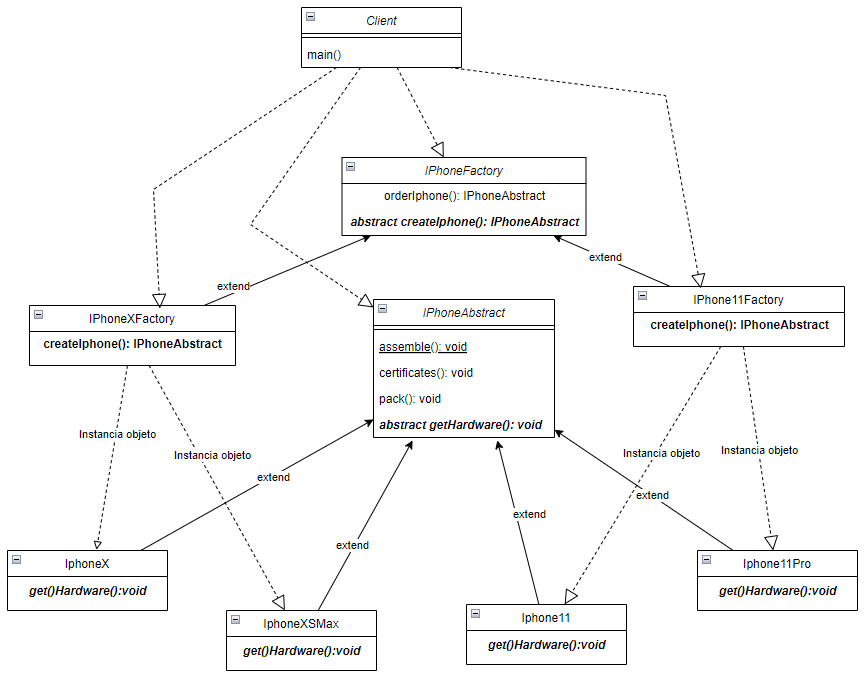 Client
main()
IPhoneFactory
orderIphone(): IPhoneAbstract
abstract createIphone(): IPhoneAbstract
extend
extend
IPhoneXFactory
createIphone(): IPhoneAbstract
IPhoneAbstract
assemble(): void
certificates(): void
pack(): void
abstract getHardware(): void
IPhone11Factory
createIphone(): IPhoneAbstract
Instancia objeto
Instancia objeto
Instancia objeto
Instancia objeto
extend
extend
extend
extend
IphoneX
get()Hardware():void
IphoneXSMax
get()Hardware():void
Iphone11
get()Hardware():void
Iphone11Pro
get()Hardware():void